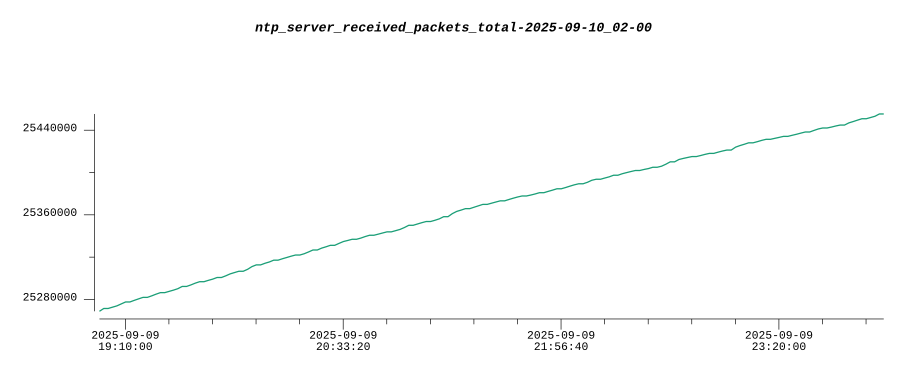 ntp_server_received_packets_total-2025-09-10_02-00
25440000
25360000
25280000
2025-09-09 2025-09-09 2025-09-09 2025-09-09
19:10:00 20:33:20 21:56:40 23:20:00